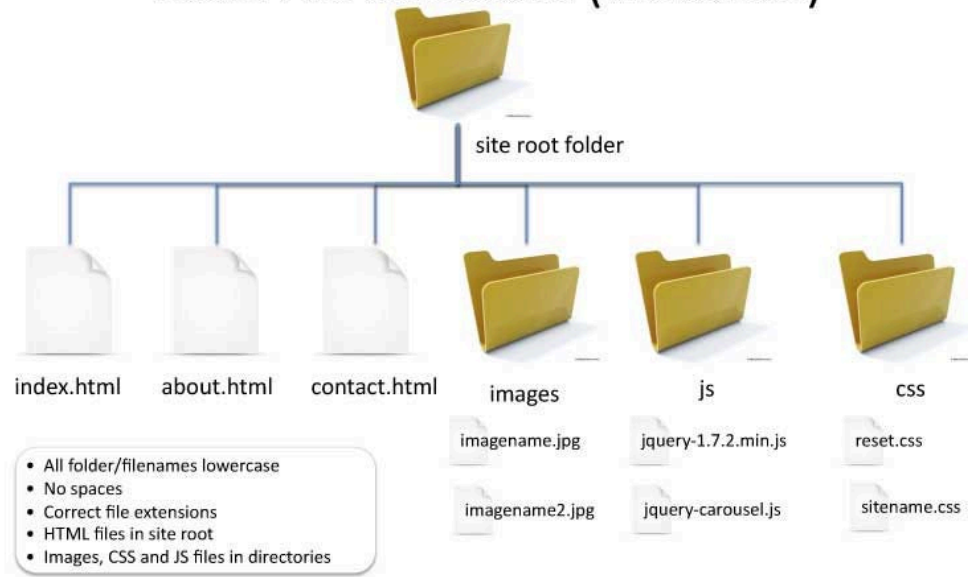 site root folder
index.html
about.html
contact.html
images
js
css
imagename.jpg
jquery-1.7.2.min.js
reset.css
imagename2.jpg
jquery-carousel.js
sitename.css
• All folder/filenames lowercase
• No spaces
• Correct file extensions
• HTML files in site root
• Images, CSS and JS files in directories